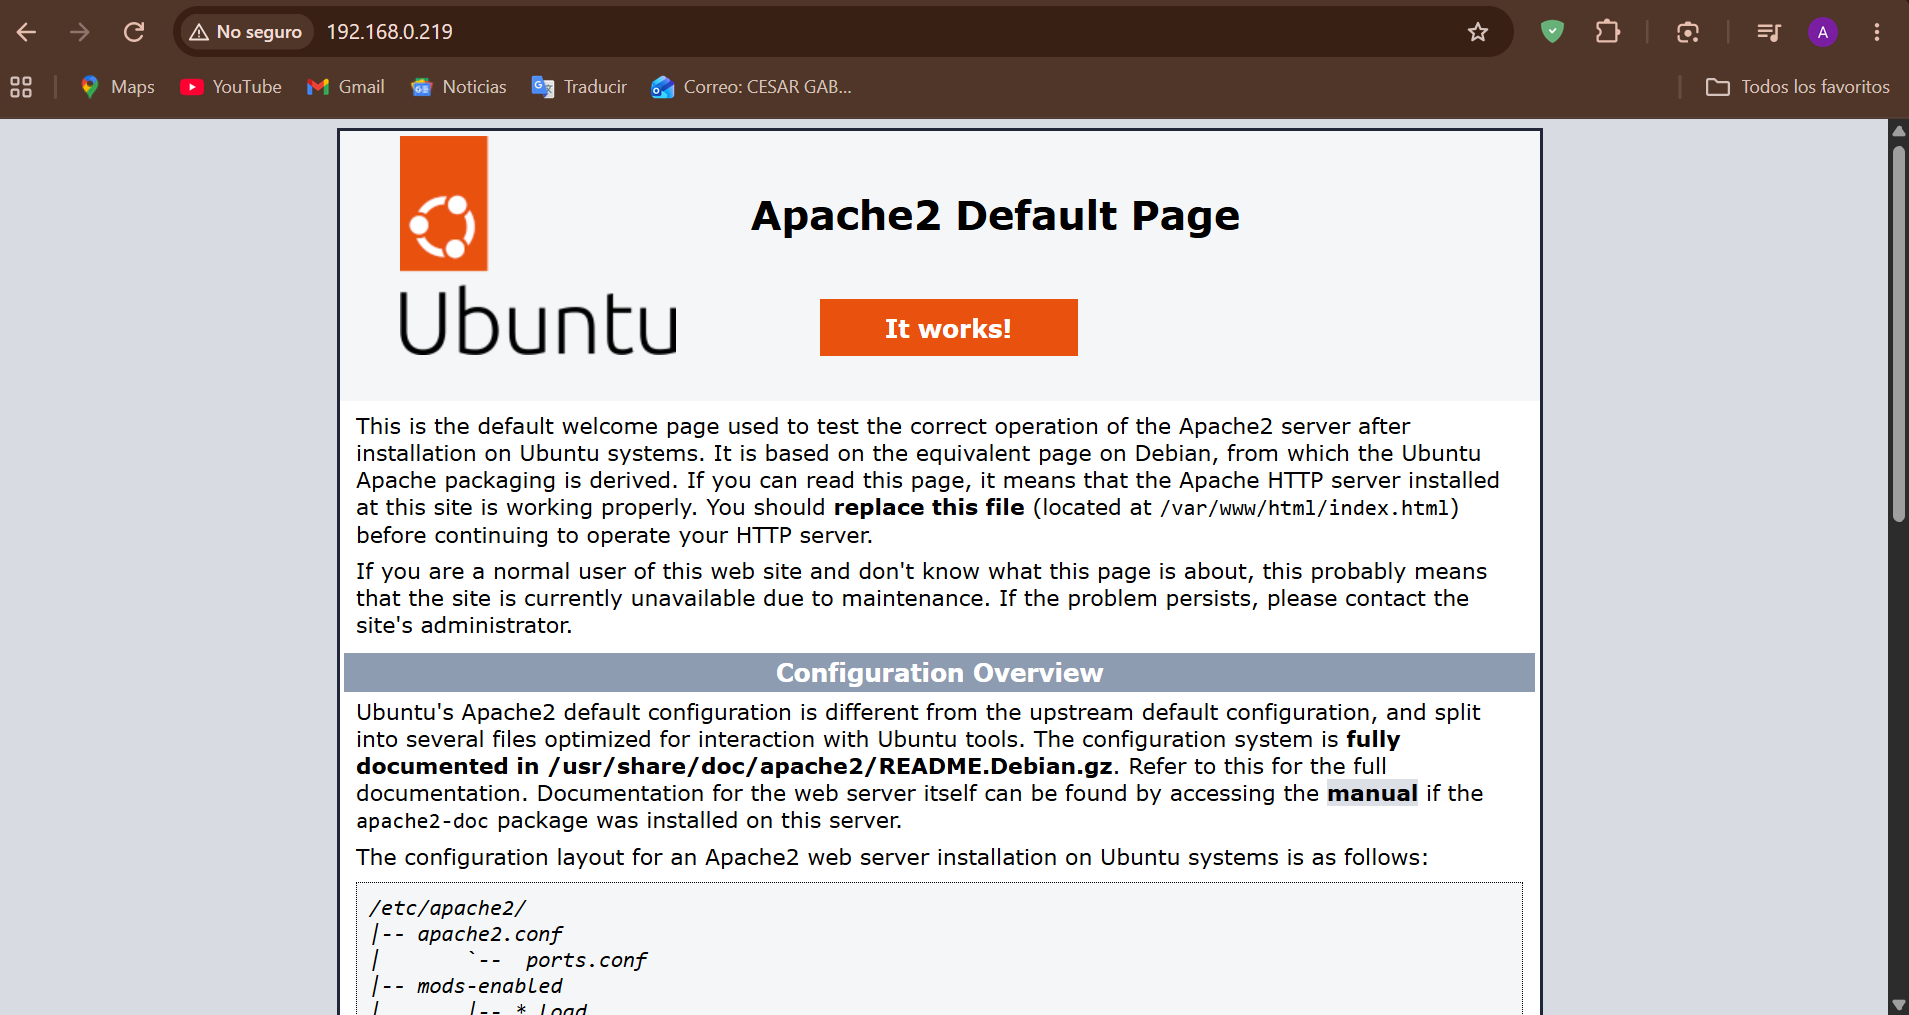 No seguro
192.168.0.219
A
Maps
YouTube
Gmail
Noticias
Traducir
Correo: CESAR GAB...
Todos los favoritos
Ubuntu
Apache2 Default Page
It works!
This is the default welcome page used to test the correct operation of the Apache2 server after
installation on Ubuntu systems. It is based on the equivalent page on Debian, from which the Ubuntu
Apache packaging is derived. If you can read this page, it means that the Apache HTTP server installed
at this site is working properly. You should replace this file (located at /var/www/html/index.html)
before continuing to operate your HTTP server.
If you are a normal user of this web site and don't know what this page is about, this probably means
that the site is currently unavailable due to maintenance. If the problem persists, please contact the
site's administrator.
Configuration Overview
Ubuntu's Apache2 default configuration is different from the upstream default configuration, and split
into several files optimized for interaction with Ubuntu tools. The configuration system is fully
documented in /usr/share/doc/apache2/README.Debian.gz. Refer to this for the full
documentation. Documentation for the web server itself can be found by accessing the manual if the
apache2-doc package was installed on this server.
The configuration layout for an Apache2 web server installation on Ubuntu systems is as follows:
/etc/apache2/
|-- apache2.conf
|       `--  ports.conf
|-- mods-enabled
|       |-- *.load